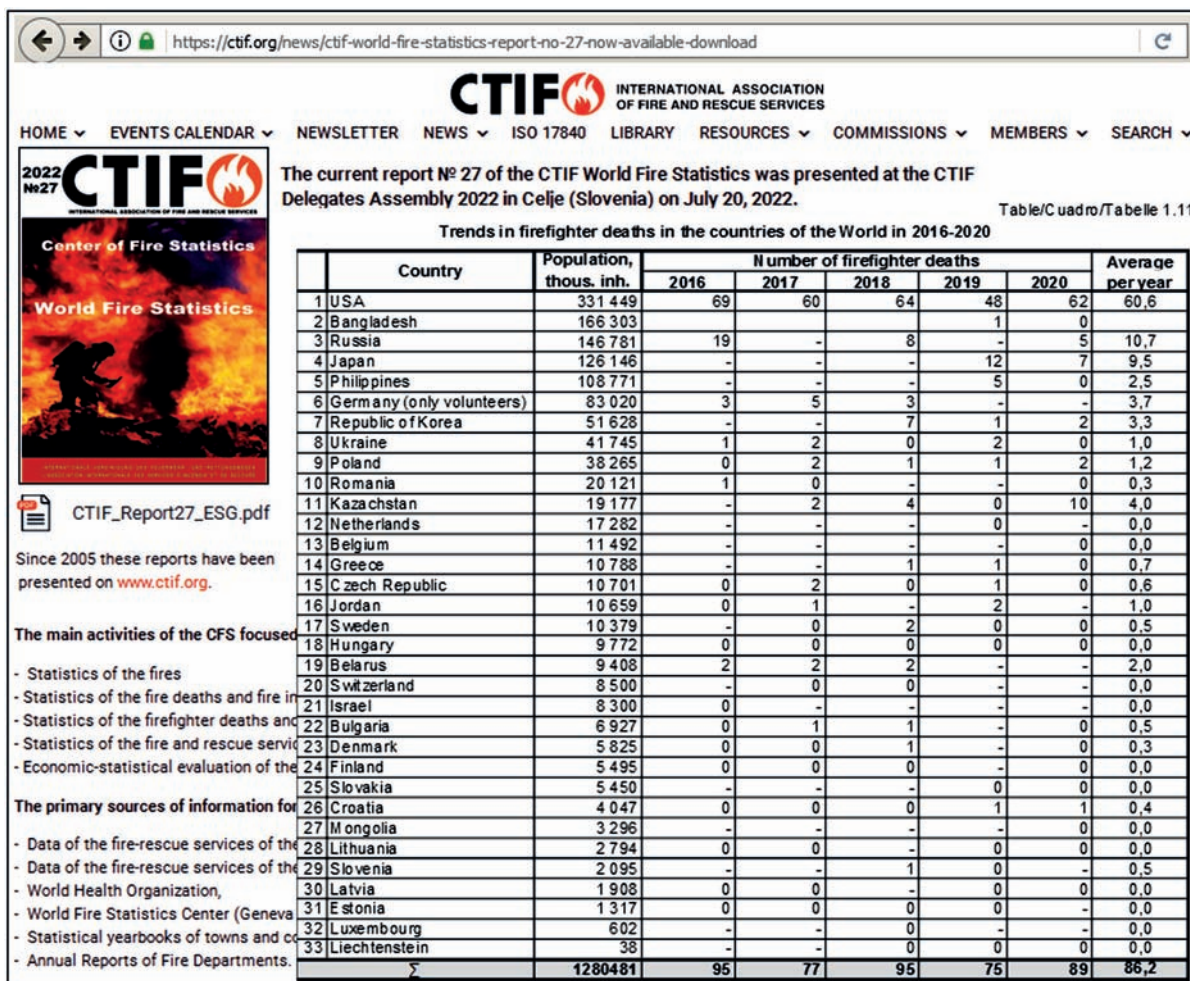 https://ctif.org/news/ctif-world-fire-statistics-report-no-27-now-available-download
CTIF INTERNATIONAL ASSOCIATION
OF FIRE AND RESCUE SERVICES
HOME EVENTS CALENDAR NEWSLETTER NEWS ISO 17840 LIBRARY RESOURCES COMMISSIONS MEMBERS SEARCH
2022
№27
CTIF
INTERNATIONAL ASSOCIATION OF FIRE AND RESCUE SERVICES
Center of Fire Statistics
World Fire Statistics
PDF
CTIF_Report27_ESG.pdf
Since 2005 these reports have been
presented on www.ctif.org.
The main activities of the CFS focused
- Statistics of the fires
- Statistics of the fire deaths and fire in
- Statistics of the firefighter deaths and
- Statistics of the fire and rescue servic
- Economic-statistical evaluation of the
The primary sources of information for
- Data of the fire-rescue services of the
- Data of the fire-rescue services of the
- World Health Organization,
- World Fire Statistics Center (Geneva
- Statistical yearbooks of towns and co
- Annual Reports of Fire Departments.
The current report № 27 of the CTIF World Fire Statistics was presented at the CTIF
Delegates Assembly 2022 in Celje (Slovenia) on July 20, 2022.
Table/Cuadro/Tabelle 1.11
Trends in firefighter deaths in the countries of the World in 2016-2020
Country Population, thous. inh. Number of firefighter deaths Average per year
2016 2017 2018 2019 2020
1 USA 331 449 69 60 64 48 62 60,6
2 Bangladesh 166 303 1 0
3 Russia 146 781 19 - 8 - 5 10,7
4 Japan 126 146 - - - 12 7 9,5
5 Philippines 108 771 - - - 5 0 2,5
6 Germany (only volunteers) 83 020 3 5 3 - - 3,7
7 Republic of Korea 51 628 - - 7 1 2 3,3
8 Ukraine 41 745 1 2 0 2 0 1,0
9 Poland 38 265 0 2 1 1 2 1,2
10 Romania 20 121 1 0 - - 0 0,3
11 Kazachstan 19 177 - 2 4 0 10 4,0
12 Netherlands 17 282 - - - 0 - 0,0
13 Belgium 11 492 - - - - 0 0,0
14 Greece 10 788 - - 1 1 0 0,7
15 Czech Republic 10 701 0 2 0 1 0 0,6
16 Jordan 10 659 0 1 - 2 - 1,0
17 Sweden 10 379 - 0 2 0 0 0,5
18 Hungary 9 772 0 0 0 0 0 0,0
19 Belarus 9 408 2 2 2 - - 2,0
20 Switzerland 8 500 - 0 0 - - 0,0
21 Israel 8 300 0 - - - - 0,0
22 Bulgaria 6 927 0 1 1 - 0 0,5
23 Denmark 5 825 0 0 1 - 0 0,3
24 Finland 5 495 0 0 0 - 0 0,0
25 Slovakia 5 450 - - - 0 0 0,0
26 Croatia 4 047 0 0 0 1 1 0,4
27 Mongolia 3 296 - - - - 0 0,0
28 Lithuania 2 794 0 0 - 0 0 0,0
29 Slovenia 2 095 - - 1 0 - 0,5
30 Latvia 1 908 0 0 - 0 0 0,0
31 Estonia 1 317 0 0 0 0 - 0,0
32 Luxembourg 602 - - 0 - - 0,0
33 Liechtenstein 38 - - 0 0 0 0,0
Σ 1280481 95 77 95 75 89 86,2